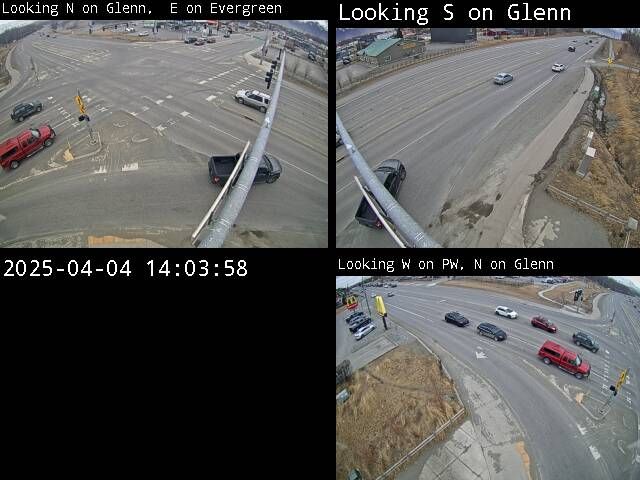 Looking N on Glenn,  E on Evergreen
Looking S on Glenn
2025-04-04 14:03:58
Looking W on PW, N on Glenn